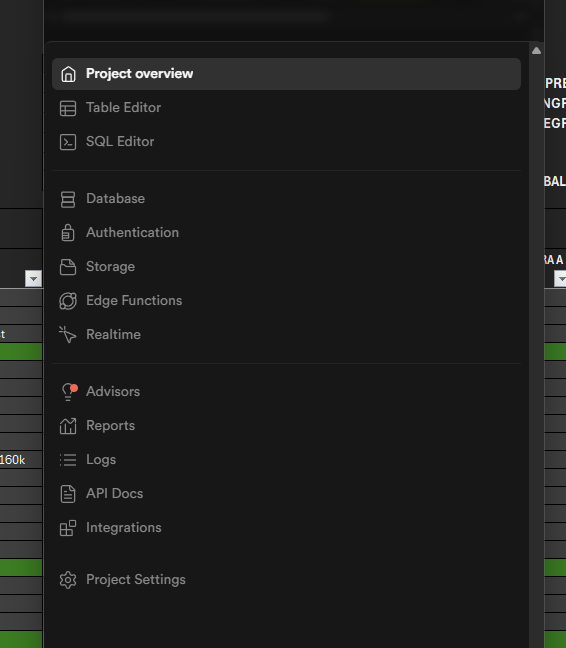 Project overview
Table Editor
SQL Editor
Database
Authentication
Storage
Edge Functions
Realtime
Advisors
Reports
Logs
API Docs
Integrations
Project Settings
t
160k
PRE
NGF
EGF
BAL
RA A